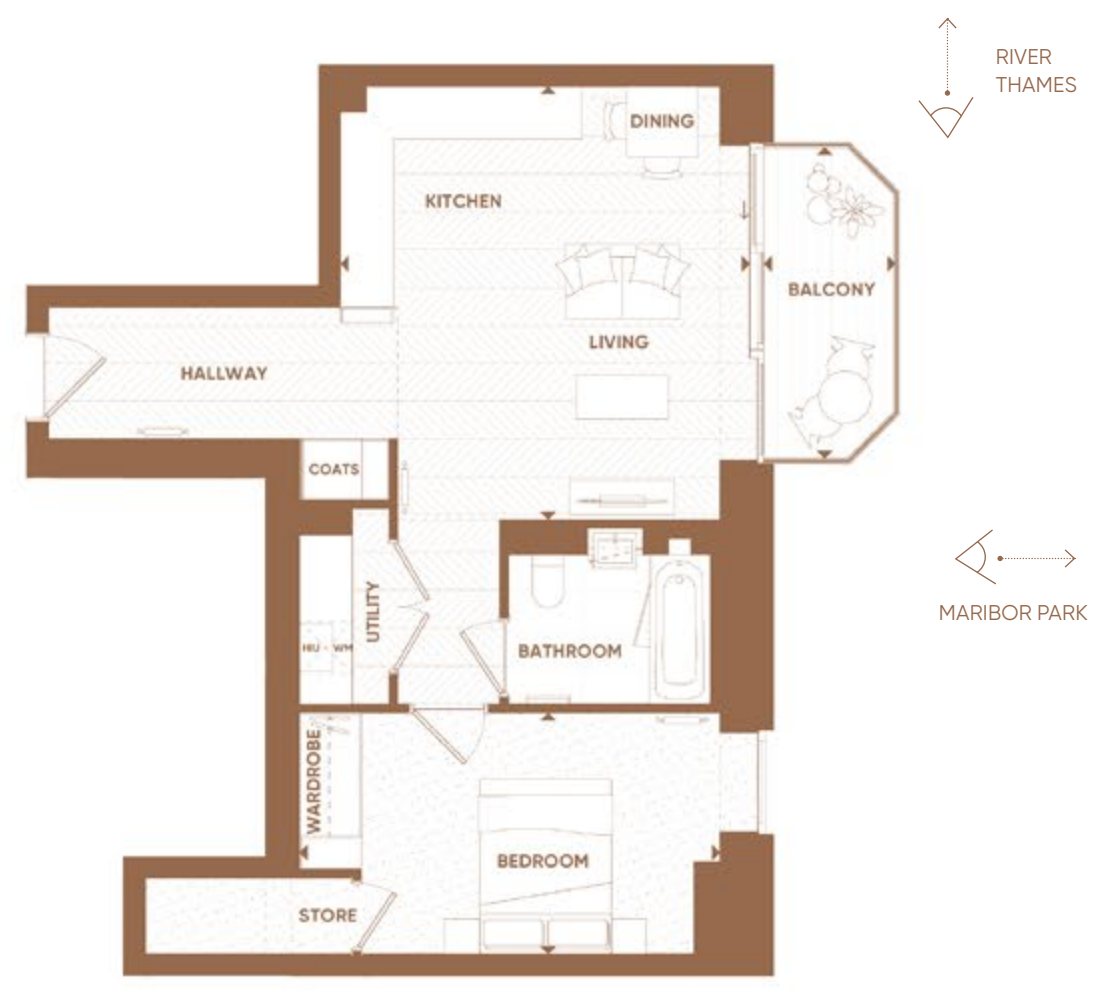 RIVER
THAMES
DINING
KITCHEN
BALCONY
LIVING
HALLWAY
COATS
UTILITY
HIU - WM
BATHROOM
MARIBOR PARK
WARDROBE
BEDROOM
STORE